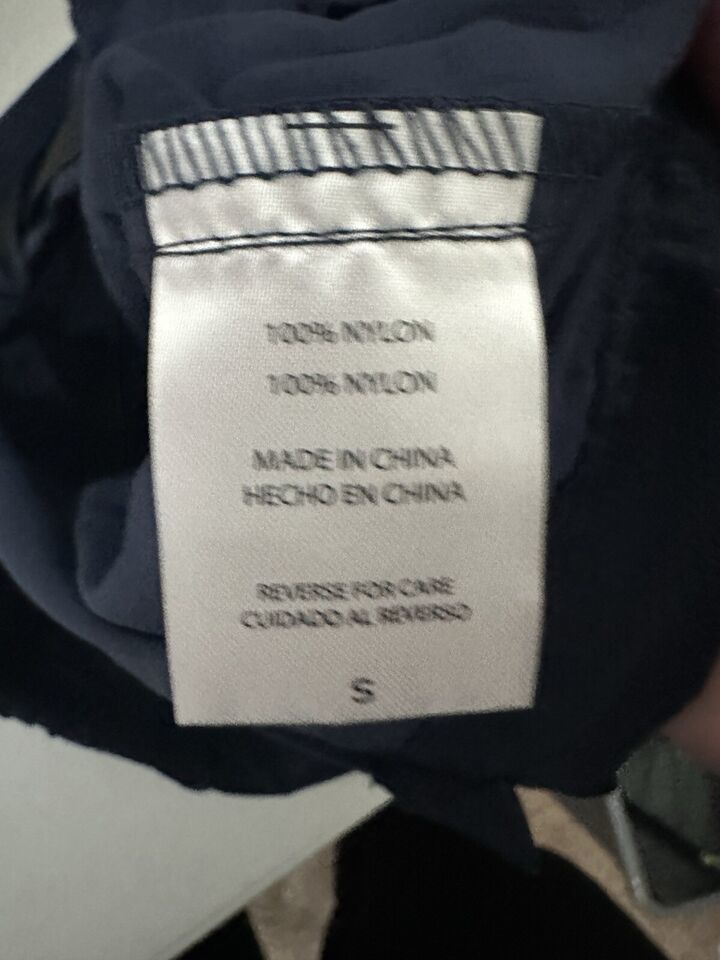 100% NYLON
100% NYLON
MADE IN CHINA
HECHO EN CHINA
REVERSE FOR CARE
CUIDADO AL REVERSO
S